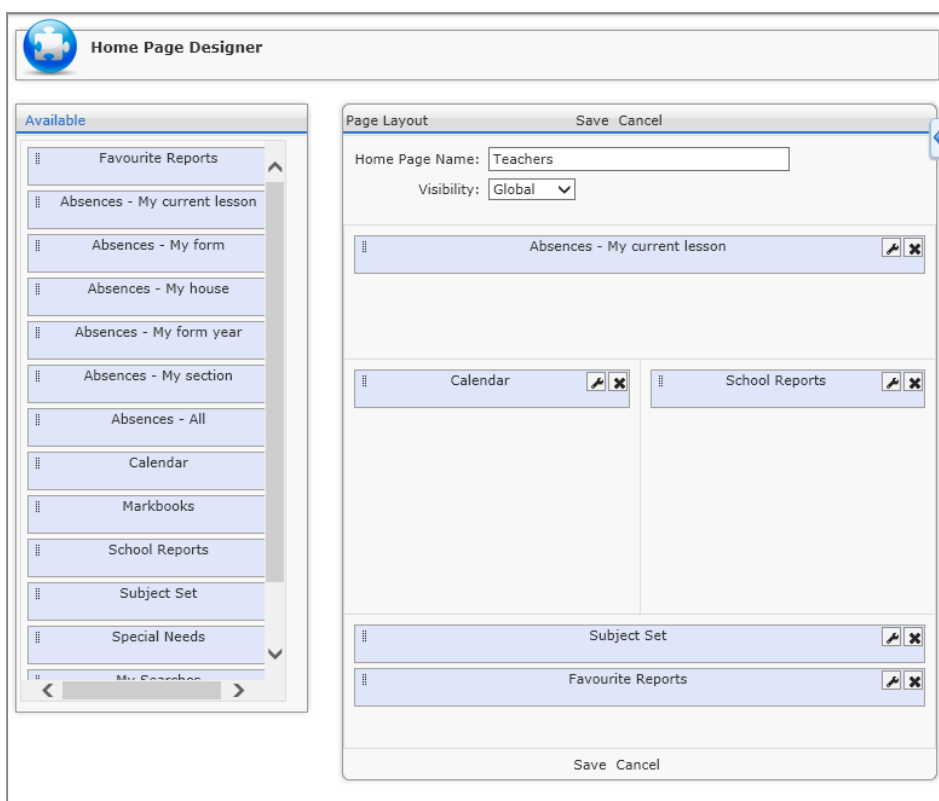 Home Page Designer
Available
Favourite Reports
Absences - My current lesson
Absences - My form
Absences - My house
Absences - My form year
Absences - My section
Absences - All
Calendar
Markbooks
School Reports
Subject Set
Special Needs
My Searches
Page Layout Save Cancel
Home Page Name: Teachers
Visibility: Global
Absences - My current lesson
Calendar
School Reports
Subject Set
Favourite Reports
Save Cancel